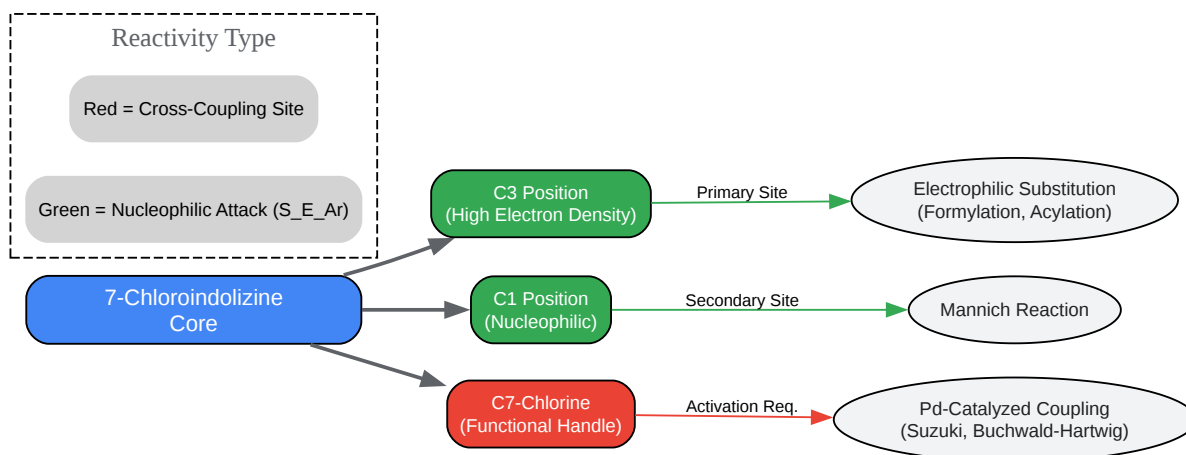 Reactivity Type
Red = Cross-Coupling Site
Green = Nucleophilic Attack (S_E_Ar)
7-Chloroindolizine
Core
C3 Position
(High Electron Density)
Primary Site
Electrophilic Substitution
(Formylation, Acylation)
C1 Position
(Nucleophilic)
Secondary Site
Mannich Reaction
C7-Chlorine
(Functional Handle)
Activation Req.
Pd-Catalyzed Coupling
(Suzuki, Buchwald-Hartwig)